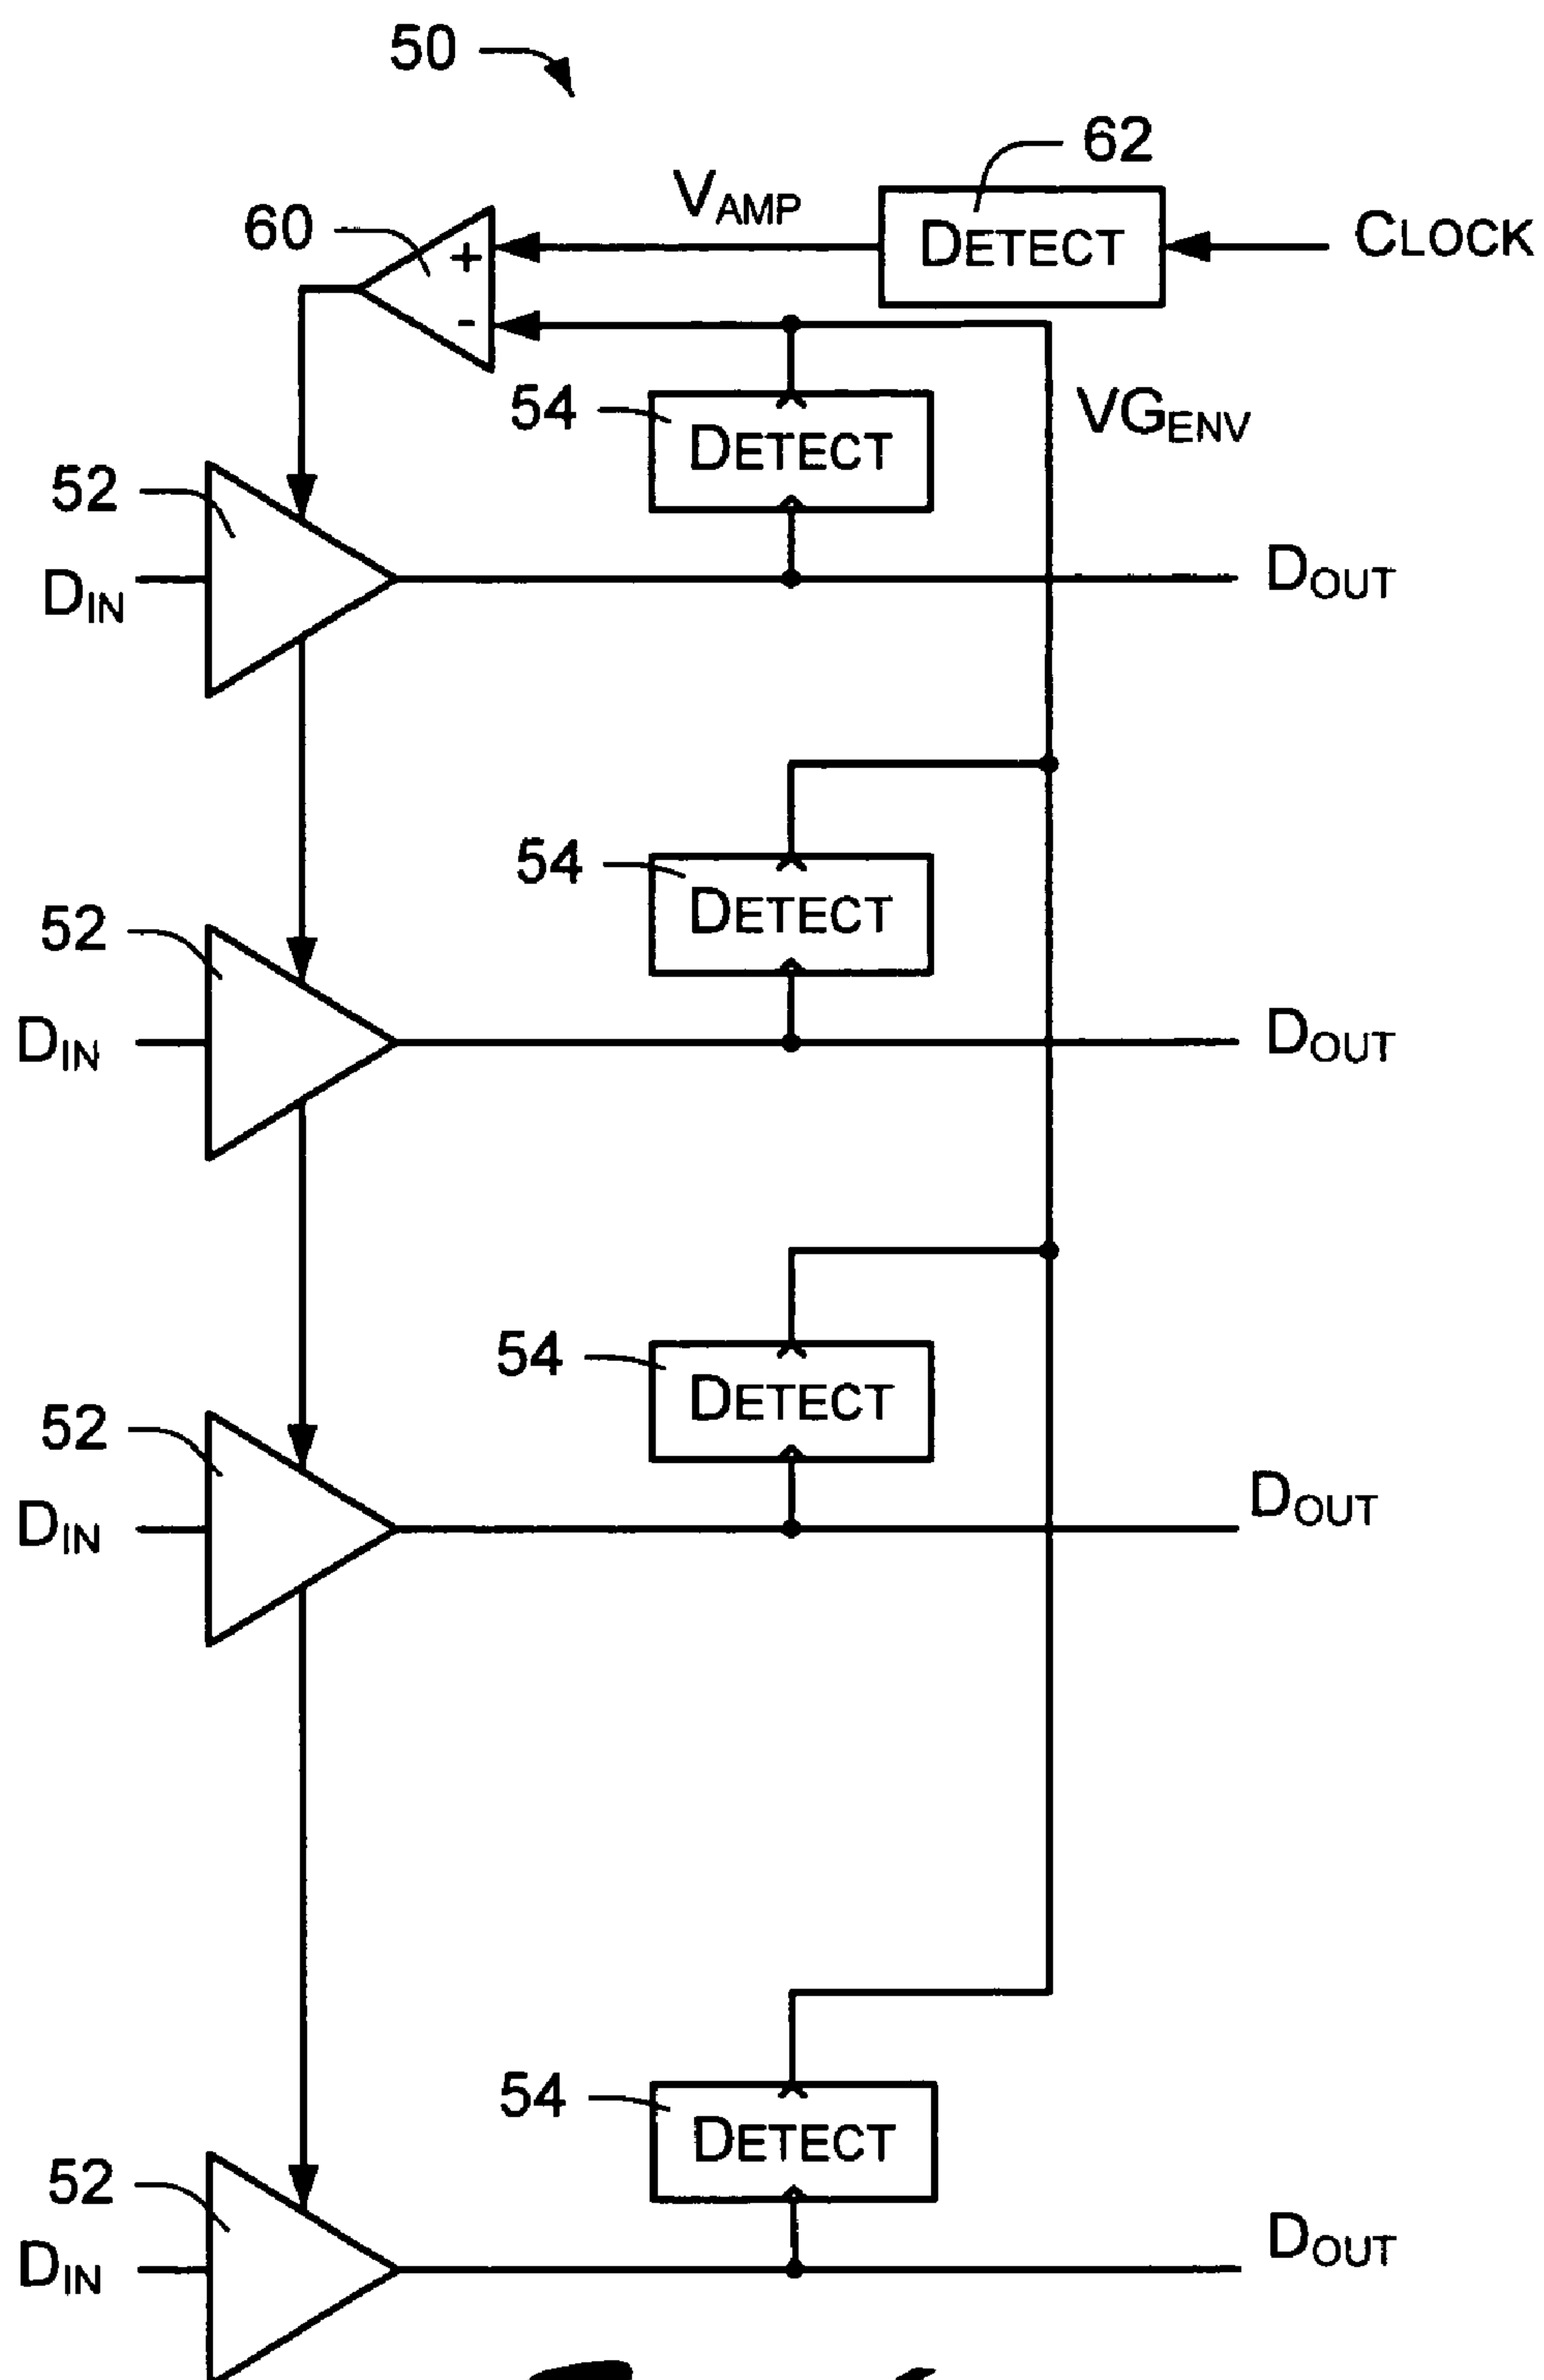 50
62
VAMP
DETECT
CLOCK
60
+
-
54
DETECT
VGENV
52
DIN
DOUT
54
DETECT
52
DIN
DOUT
54
DETECT
52
DIN
DOUT
54
DETECT
52
DIN
DOUT